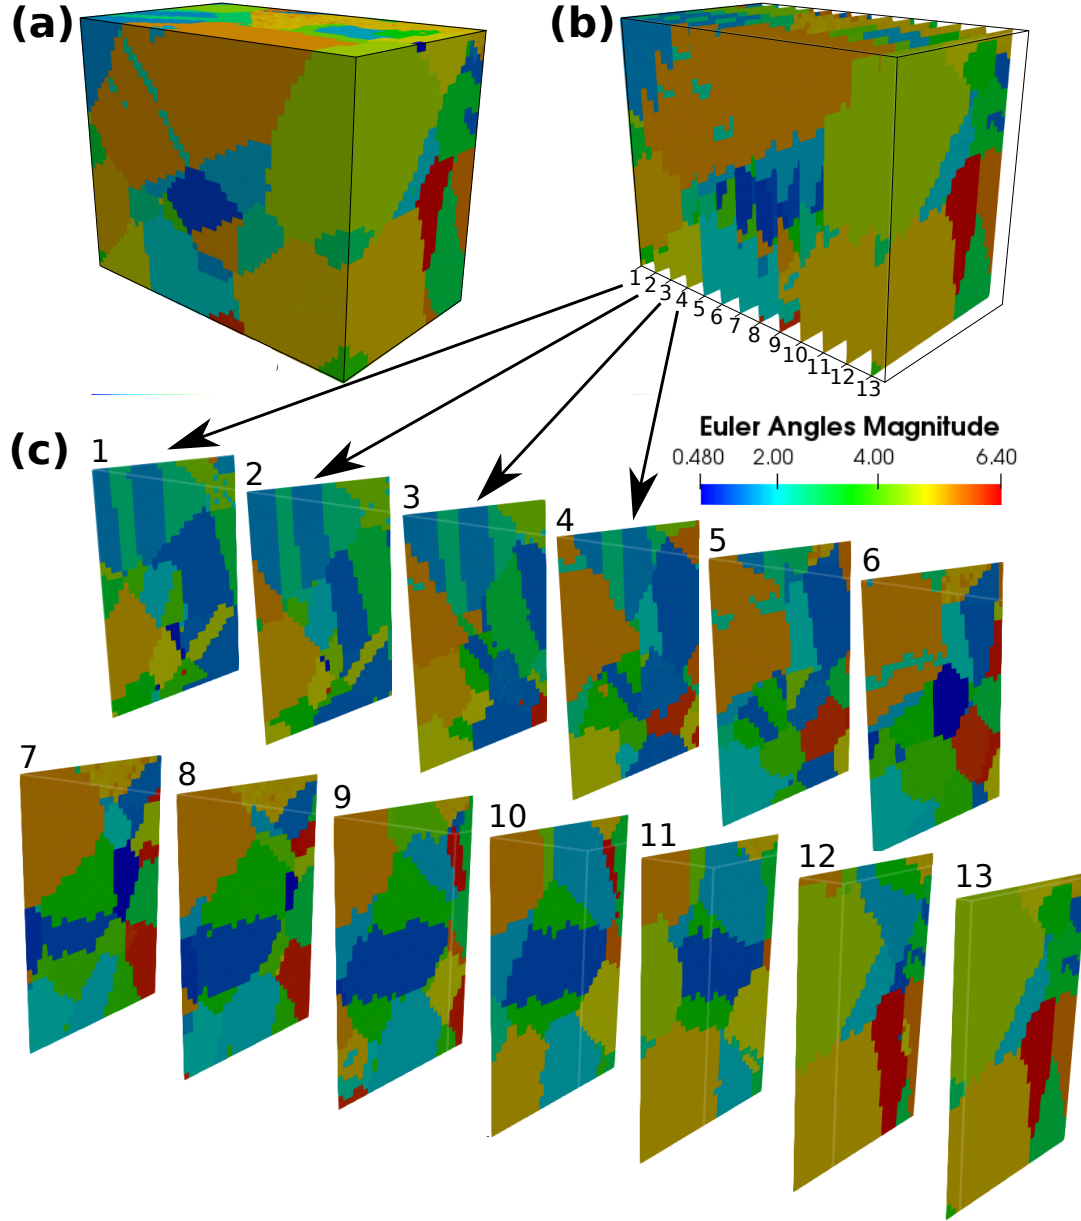 (a)
(b)
1 2 3 4 5 6 7 8 9 10 11 12 13
(c)
Euler Angles Magnitude
0.480 2.00 4.00 6.40
1 2 3 4 5 6
7 8 9 10 11 12 13